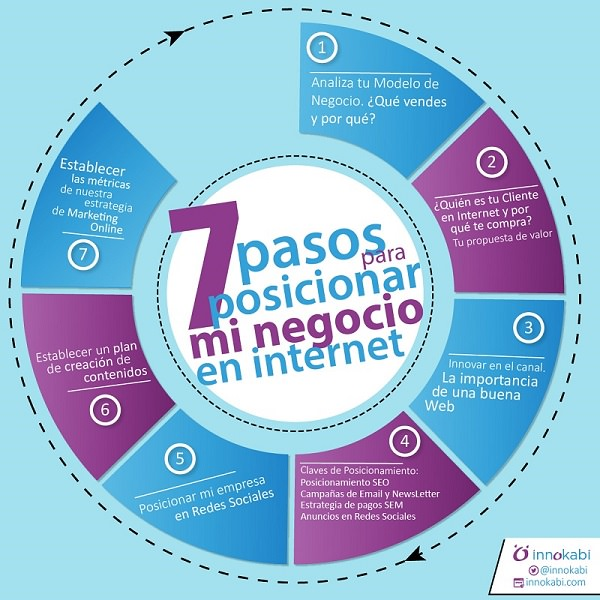 7 pasos
para
posicionar
mi negocio
en internet
1
Analiza tu Modelo de
Negocio. ¿Qué vendes
y por qué?
2
¿Quién es tu Cliente
en Internet y por
qué te compra?
Tu propuesta de valor
3
Innovar en el canal.
La importancia
de una buena
Web
4
Claves de Posicionamiento:
Posicionamiento SEO
Campañas de Email y NewsLetter
Estrategia de pagos SEM
Anuncios en Redes Sociales
5
Posicionar mi empresa
en Redes Sociales
Establecer un plan
de creación de
contenidos
6
Establecer
las métricas
de nuestra
estrategia
de Marketing
Online
7
innokabi
@innokabi
innokabi.com